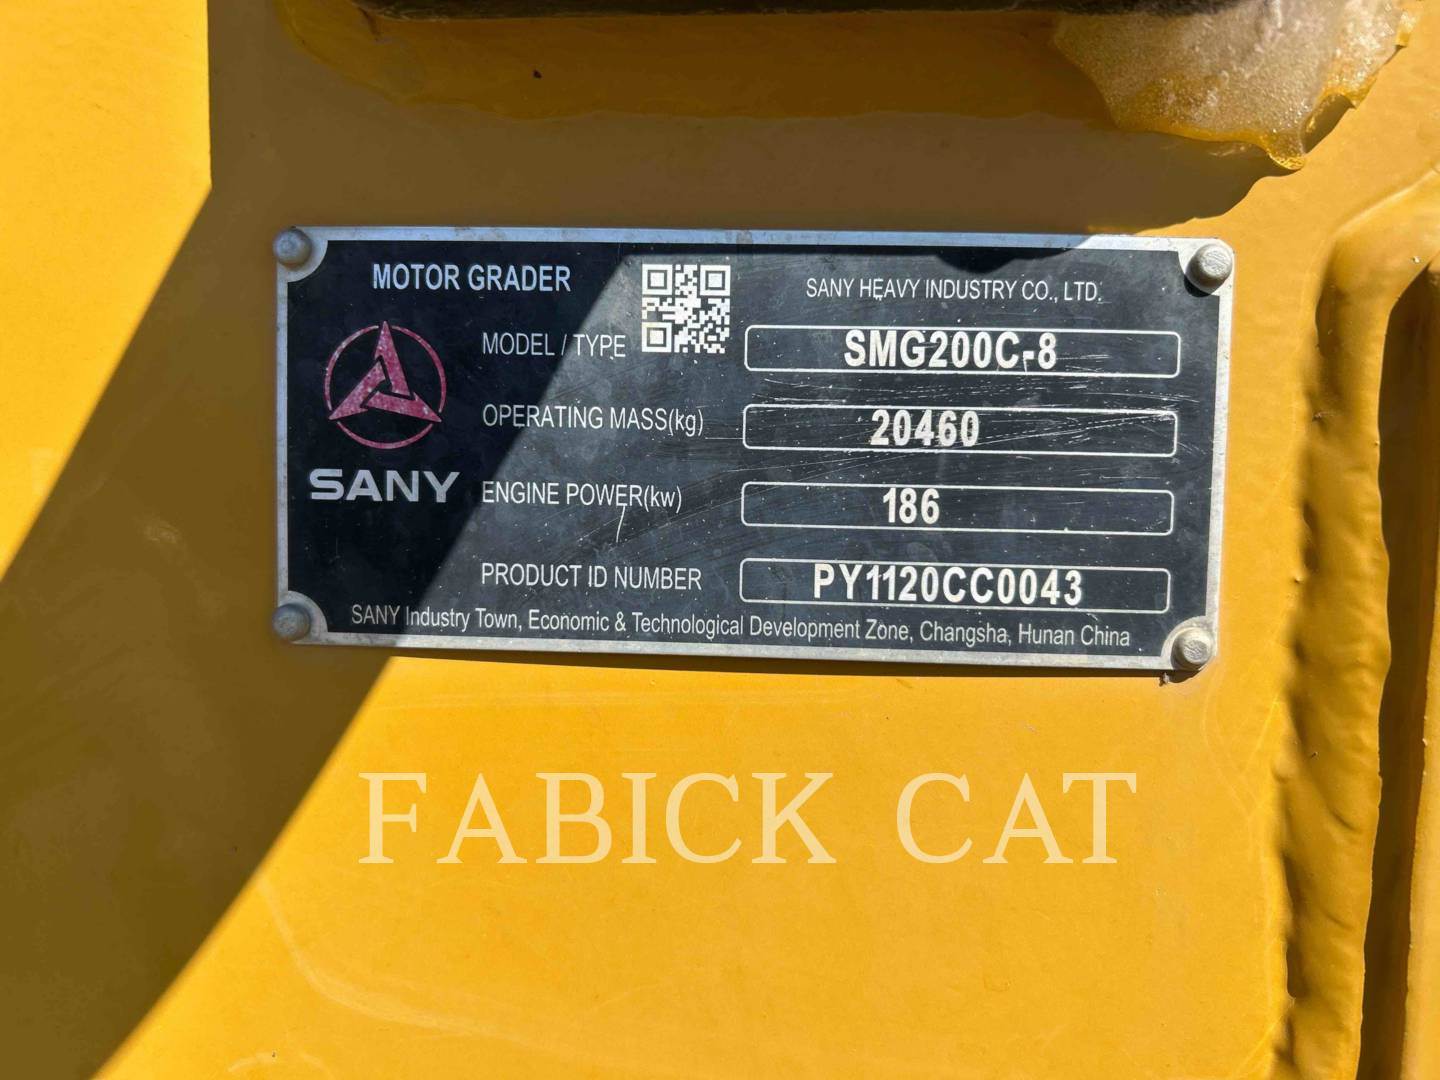 MOTOR GRADER
SANY HEAVY INDUSTRY CO., LTD.
MODEL / TYPE SMG200C-8
OPERATING MASS(kg) 20460
SANY
ENGINE POWER(kw) 186
PRODUCT ID NUMBER PY1120CC0043
SANY Industry Town, Economic & Technological Development Zone, Changsha, Hunan China
FABICK CAT